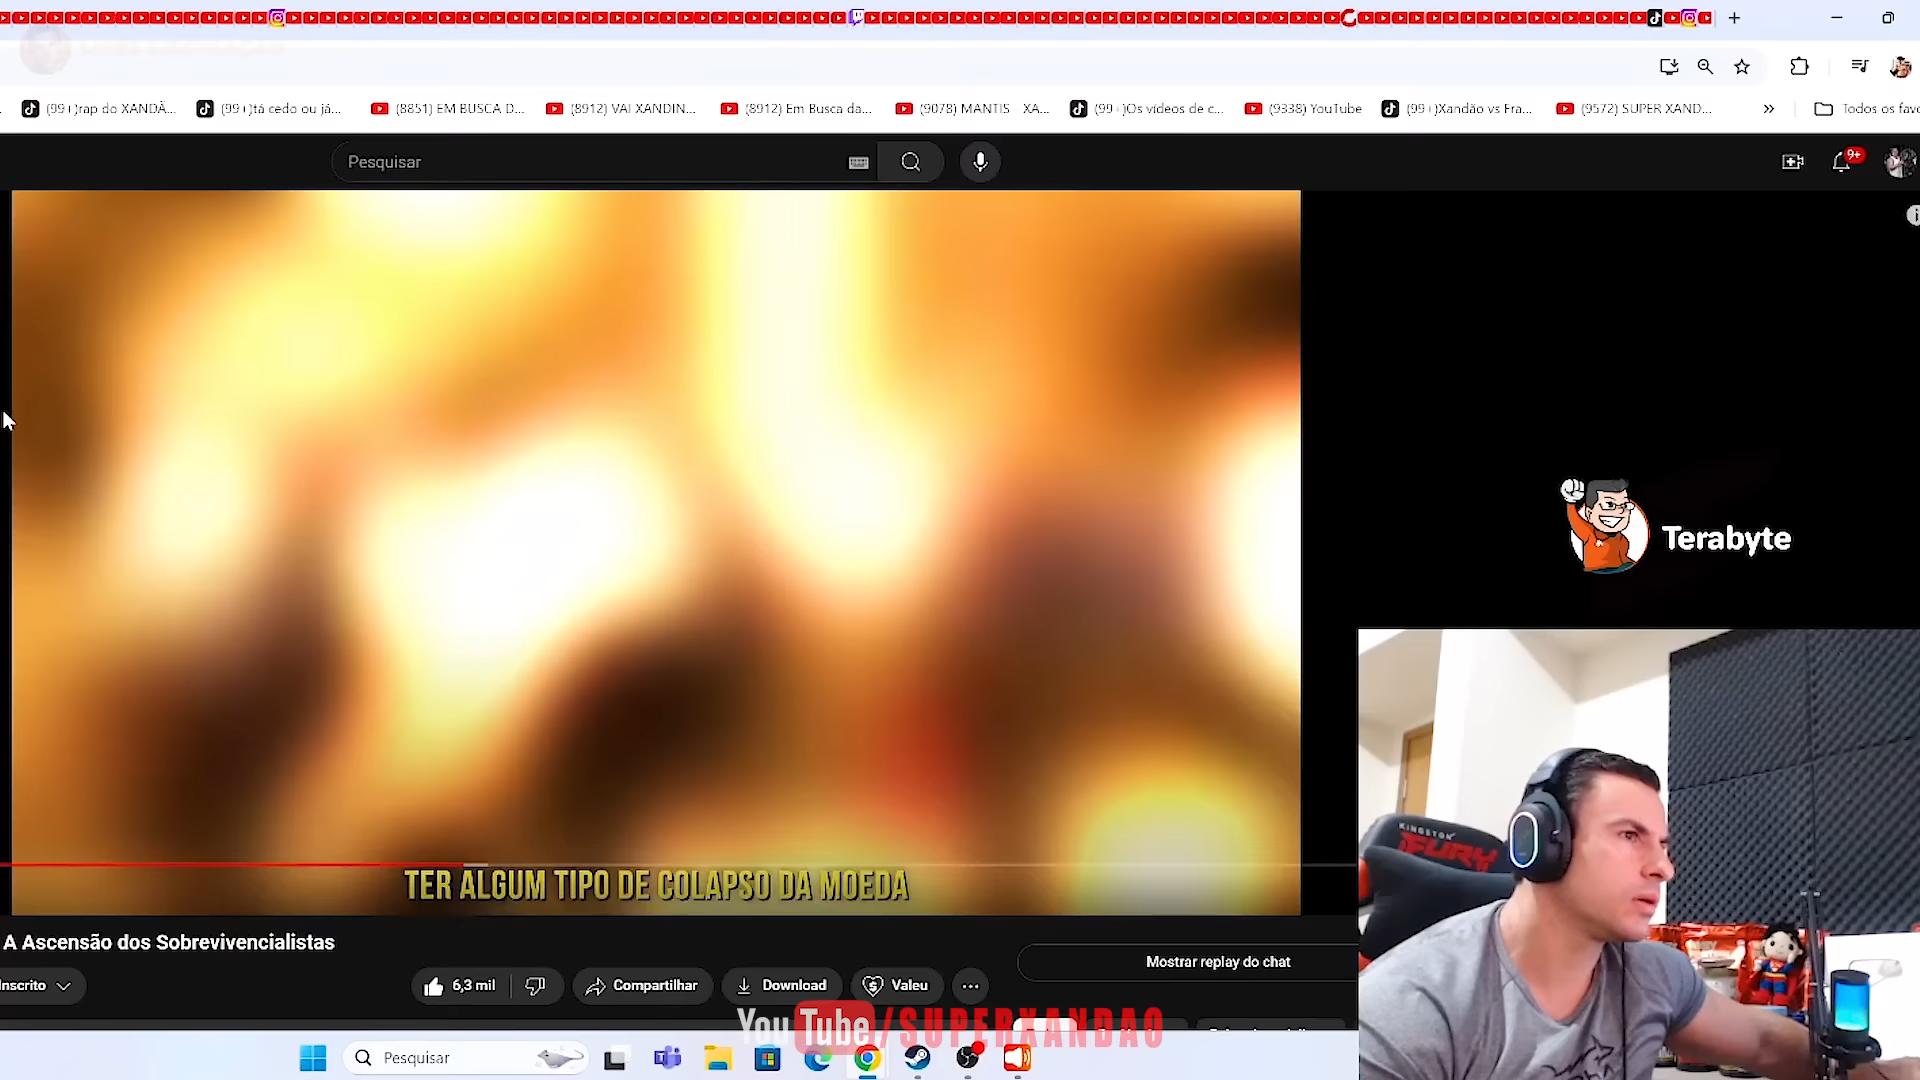 (99+)rap do XANDÃ...
(99+)tá cedo ou já...
(8851) EM BUSCA D...
(8912) VAI XANDIN...
(8912) Em Busca da...
(9078) MANTIS XA...
(99+)Os vídeos de c...
(9338) YouTube
(99+)Xandão vs Fra...
(9572) SUPER XAND...
Todos os favo
Pesquisar
9+
Terabyte
KINGSTON
FURY
TER ALGUM TIPO DE COLAPSO DA MOEDA
A Ascensão dos Sobrevivencialistas
Mostrar replay do chat
Inscrito
6,3 mil
Compartilhar
Download
Valeu
YouTube/SUPERXANDAO
Pesquisar